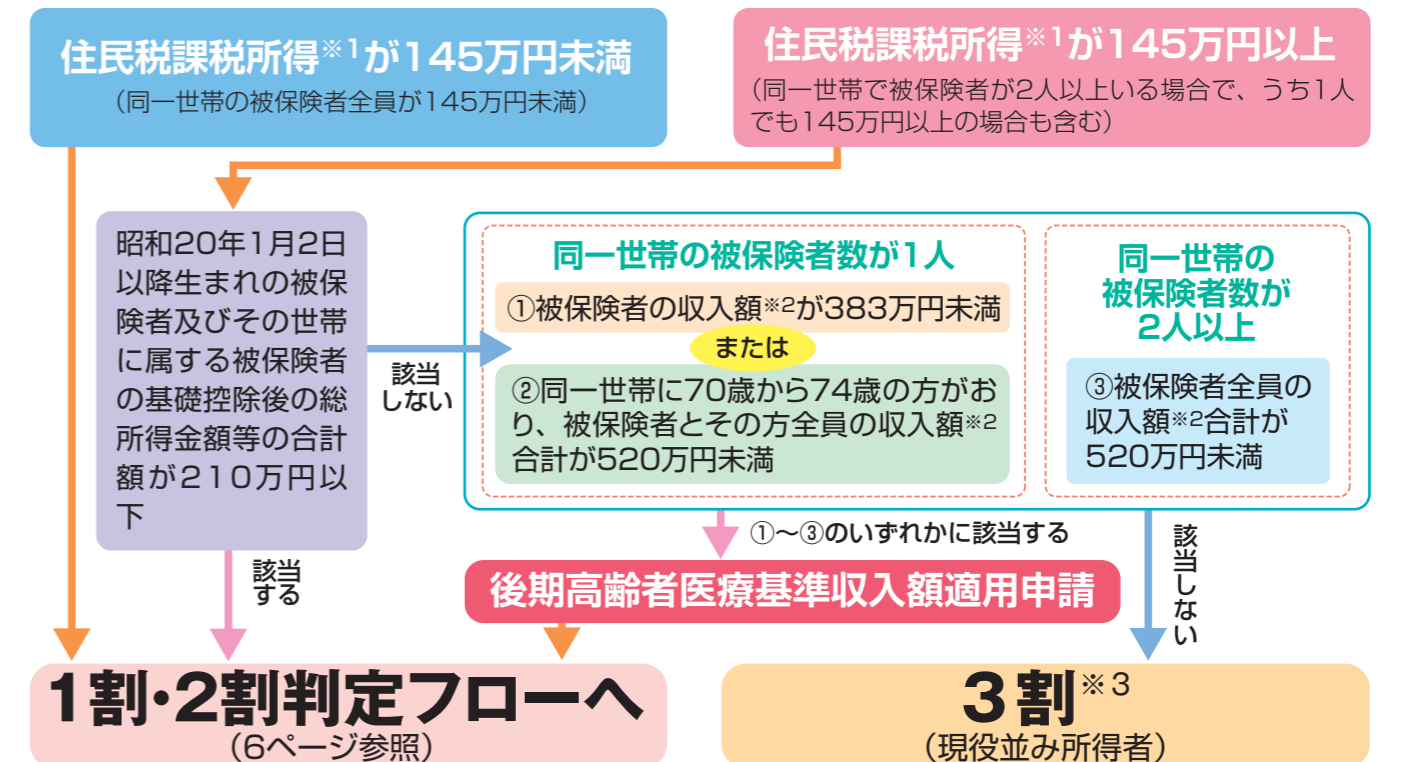 住民税課税所得※1が145万円未満
（同一世帯の被保険者全員が145万円未満）
住民税課税所得※1が145万円以上
（同一世帯で被保険者が2人以上いる場合で、うち1人
でも145万円以上の場合も含む）
昭和20年1月2日
以降生まれの被保
険者及びその世帯
に属する被保険者
の基礎控除後の総
所得金額等の合計
額が210万円以
下
該当
しない
該当
する
同一世帯の被保険者数が1人
①被保険者の収入額※2が383万円未満
または
②同一世帯に70歳から74歳の方がお
り、被保険者とその方全員の収入額※2
合計が520万円未満
同一世帯の
被保険者数が
2人以上
③被保険者全員の
収入額※2合計が
520万円未満
①〜③のいずれかに該当する
該当しない
後期高齢者医療基準収入額適用申請
1割・2割判定フローへ
（6ページ参照）
3割※3
（現役並み所得者）